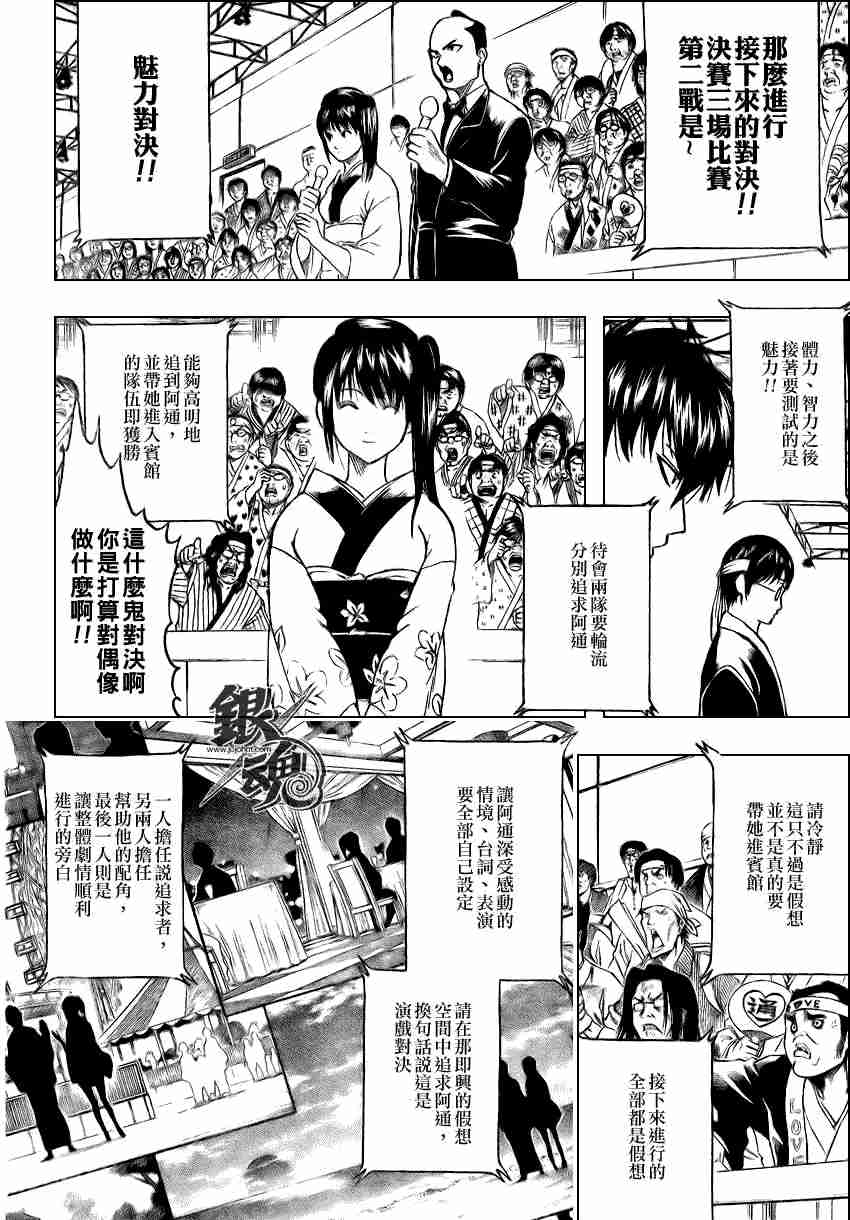 那麼進行
接下來的對決!!
決賽三場比賽
第二戰是~
魅力對決!!
體力、智力之後
接著要測試的是
魅力!!
待會兩隊要輪流
分別追求阿通
能夠高明地
追到阿通，
並帶她進入賓館
的隊伍即獲勝
這什麼鬼對決啊
你是打算對偶像
做什麼啊!!
銀魂
www.jojohot.com
請冷靜
這只不過是假想
並不是真的要
帶她進賓館
通
LOVE
LOVE
接下來進行的
全部都是假想
讓阿通深受感動的
情境、台詞、表演
要全部自己設定
請在那即興的假想
空間中追求阿通，
換句話說這是
演戲對決
一人擔任說追求者，
另兩人擔任
幫助他的配角，
最後一人則是
讓整體劇情順利
進行的旁白